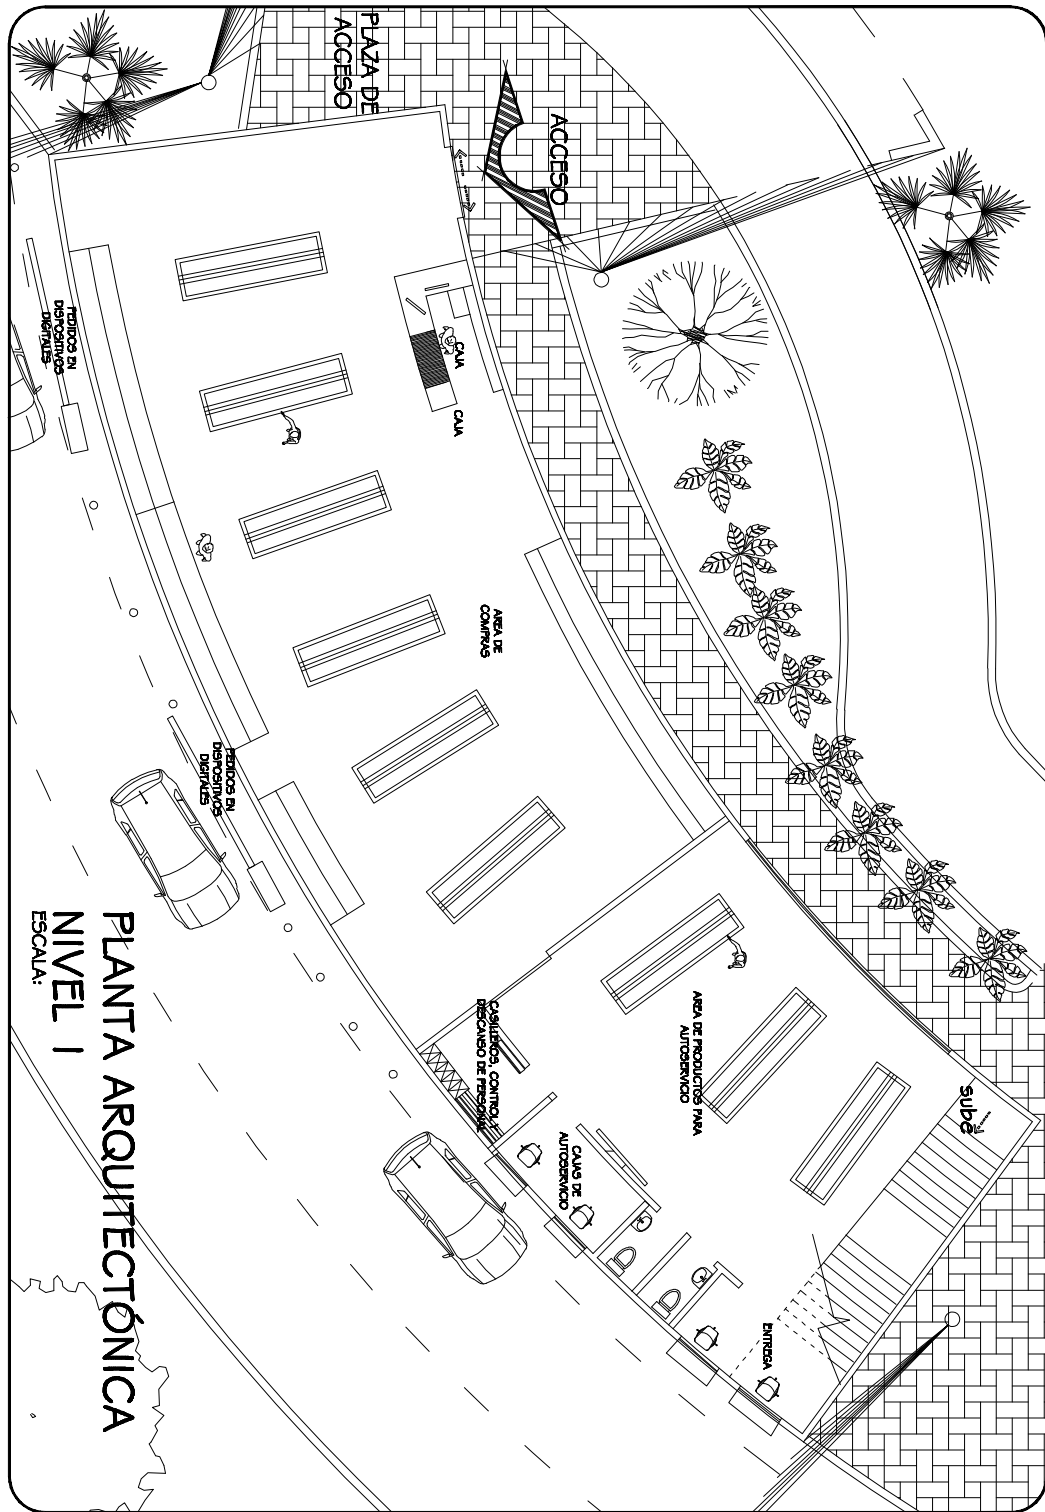 PLAZA DE
ACCESO
ACCESO
CAJA
CAJA
PEDIDOS EN
DISPOSITIVOS
DIGITALES
AREA DE
COMPRAS
PEDIDOS EN
DISPOSITIVOS
DIGITALES
CASILLEROS, CONTROL Y
DESCANSO DE PERSONAL
AREA DE PRODUCTOS PARA
AUTOSERVICIO
CAJAS DE
AUTOSERVICIO
sube
ENTREGA
PLANTA ARQUITECTÓNICA
NIVEL 1
ESCALA: